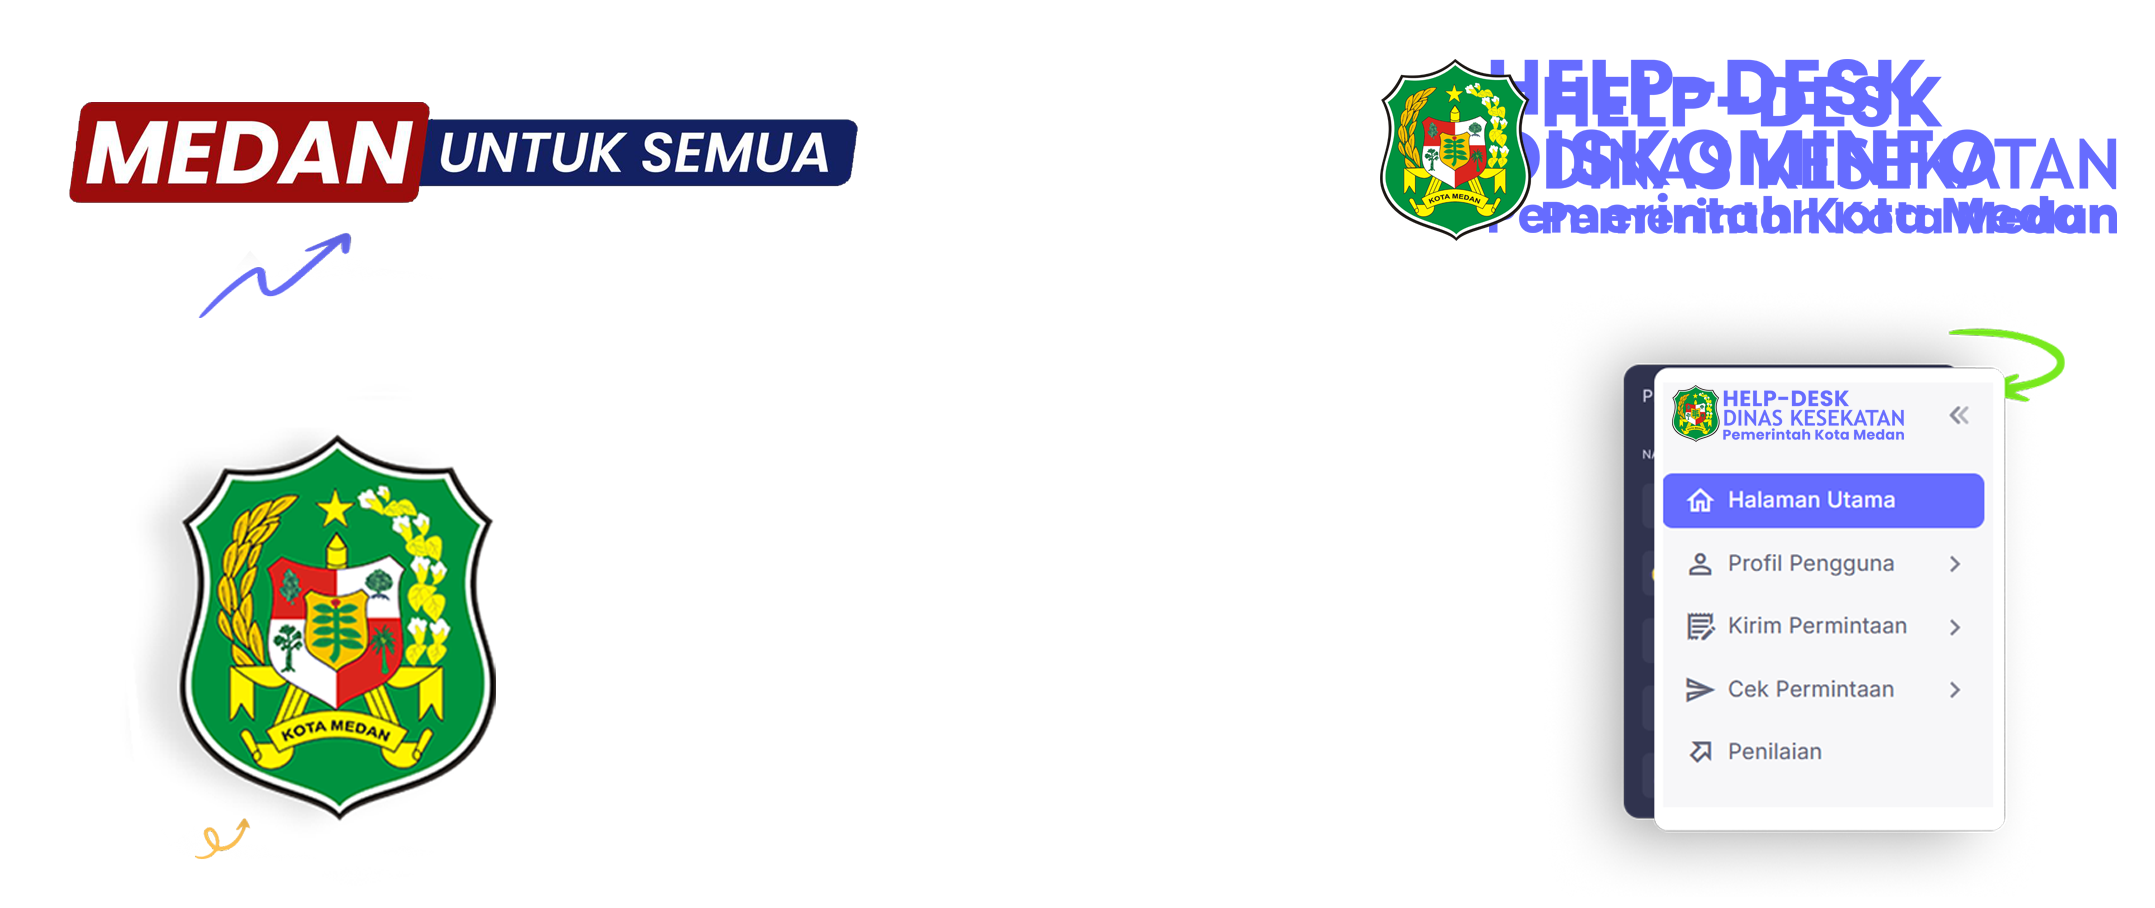 MEDAN UNTUK SEMUA
HELP-DESK
DISKOMINFO
Pemerintah Kota Medan
HELP-DESK
DINAS KESEKATAN
Pemerintah Kota Medan
KOTA MEDAN
KOTA MEDAN
P
NA
HELP-DESK
DINAS KESEKATAN
Pemerintah Kota Medan
Halaman Utama
Profil Pengguna
Kirim Permintaan
Cek Permintaan
Penilaian